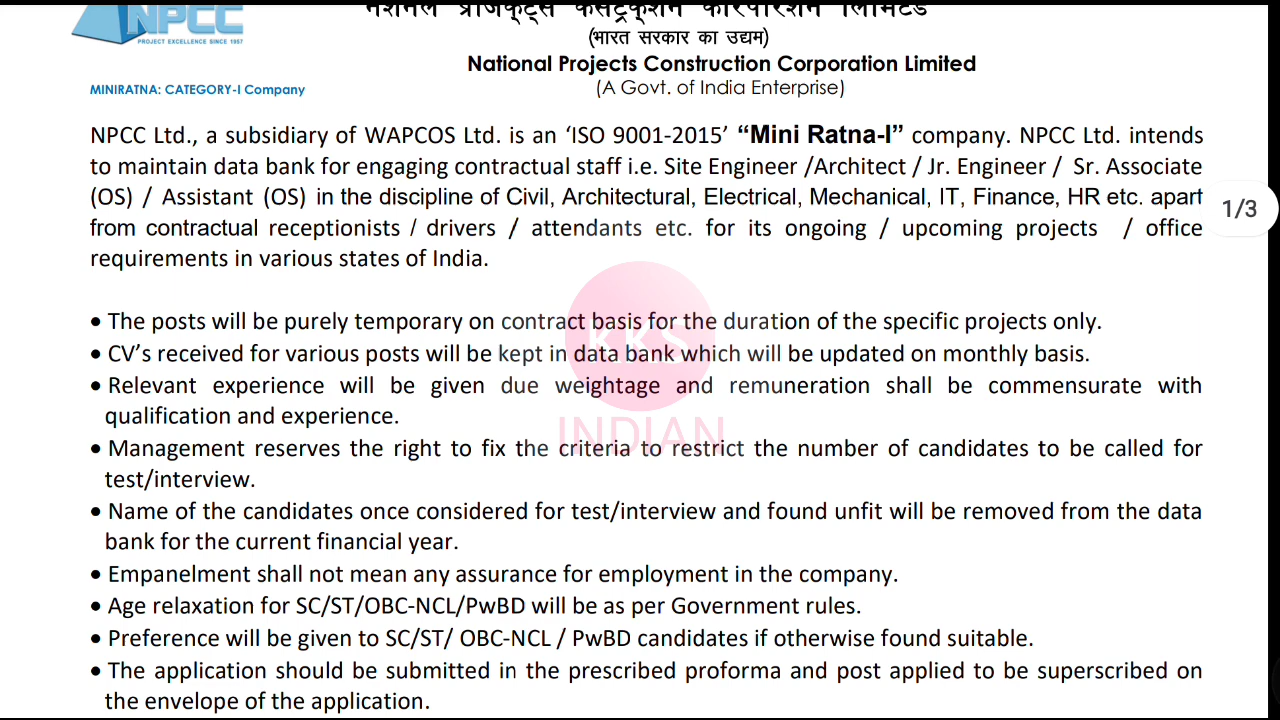 NPCC
PROJECT EXCELLENCE SINCE 1957
नेशनल प्रोजेक्ट्स कंसट्रक्शन कारपोरेशन लिमिटेड
(भारत सरकार का उद्यम)
National Projects Construction Corporation Limited
MINIRATNA: CATEGORY-I Company
(A Govt. of India Enterprise)
NPCC Ltd., a subsidiary of WAPCOS Ltd. is an ‘ISO 9001-2015’ “Mini Ratna-I” company. NPCC Ltd. intends
to maintain data bank for engaging contractual staff i.e. Site Engineer /Architect / Jr. Engineer / Sr. Associate
(OS) / Assistant (OS) in the discipline of Civil, Architectural, Electrical, Mechanical, IT, Finance, HR etc. apart
from contractual receptionists / drivers / attendants etc. for its ongoing / upcoming projects / office
requirements in various states of India.
1/3
• The posts will be purely temporary on contract basis for the duration of the specific projects only.
• CV’s received for various posts will be kept in data bank which will be updated on monthly basis.
• Relevant experience will be given due weightage and remuneration shall be commensurate with
qualification and experience.
• Management reserves the right to fix the criteria to restrict the number of candidates to be called for
test/interview.
• Name of the candidates once considered for test/interview and found unfit will be removed from the data
bank for the current financial year.
• Empanelment shall not mean any assurance for employment in the company.
• Age relaxation for SC/ST/OBC-NCL/PwBD will be as per Government rules.
• Preference will be given to SC/ST/ OBC-NCL / PwBD candidates if otherwise found suitable.
• The application should be submitted in the prescribed proforma and post applied to be superscribed on
the envelope of the application.
KKS
INDIAN